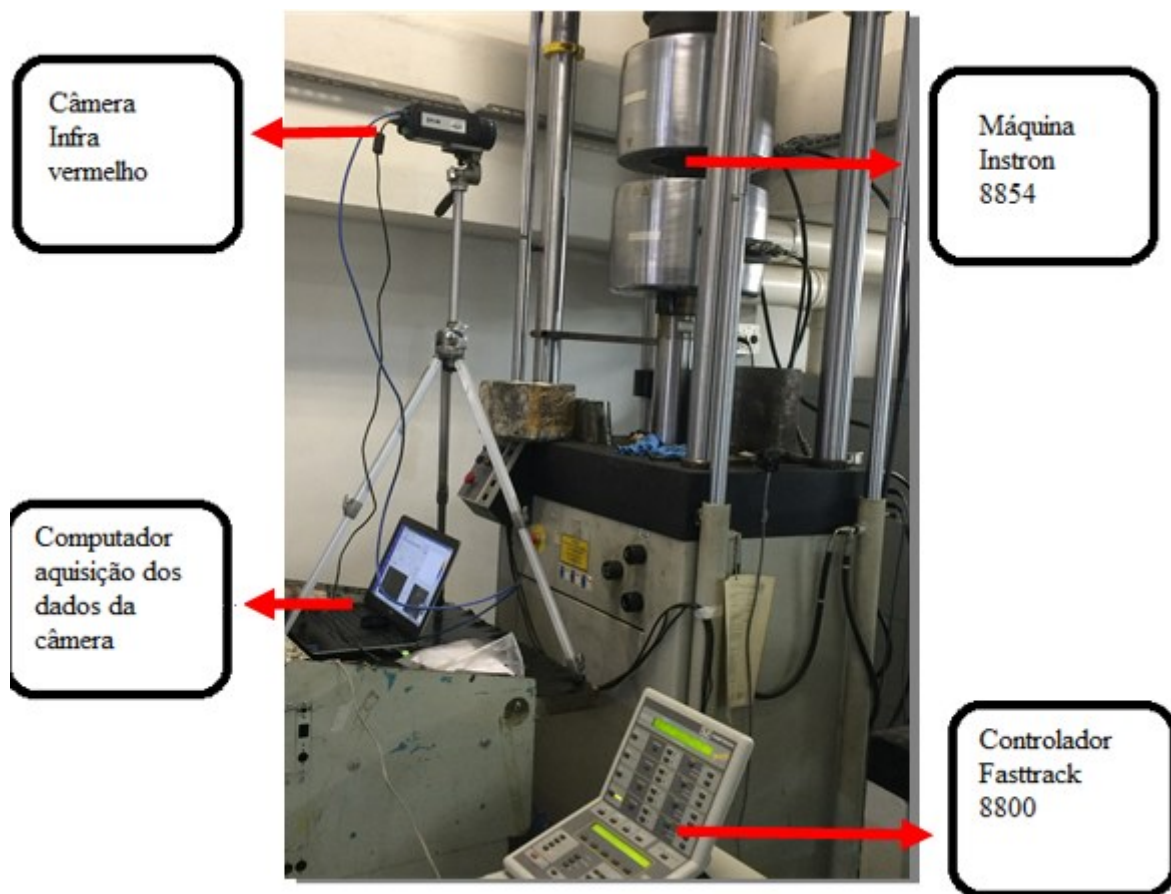 Câmera
Infra
vermelho
Máquina
Instron
8854
Computador
aquisição dos
dados da
câmera
Controlador
Fasttrack
8800